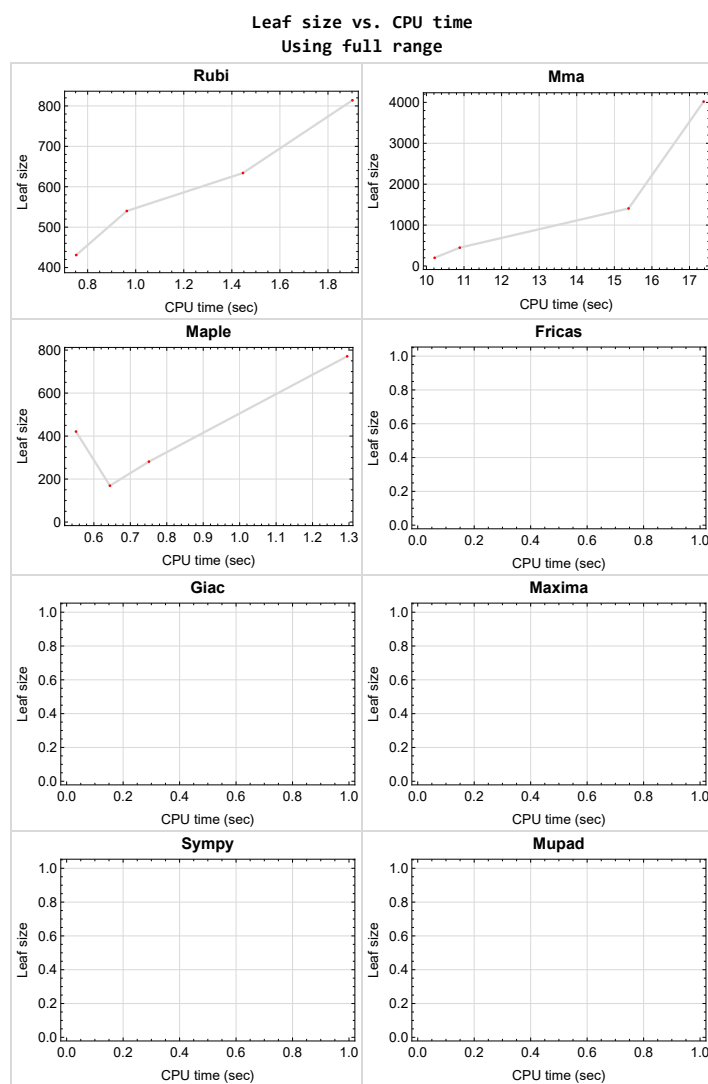 Leaf size vs. CPU time
Using full range
Rubi
Leaf size
800
700
600
500
400
0.8 1.0 1.2 1.4 1.6 1.8
CPU time (sec)
Mma
Leaf size
4000
3000
2000
1000
0
10 11 12 13 14 15 16 17
CPU time (sec)
Maple
Leaf size
800
600
400
200
0
0.6 0.7 0.8 0.9 1.0 1.1 1.2 1.3
CPU time (sec)
Fricas
Leaf size
1.0
0.8
0.6
0.4
0.2
0.0
0.0 0.2 0.4 0.6 0.8 1.0
CPU time (sec)
Giac
Leaf size
1.0
0.8
0.6
0.4
0.2
0.0
0.0 0.2 0.4 0.6 0.8 1.0
CPU time (sec)
Maxima
Leaf size
1.0
0.8
0.6
0.4
0.2
0.0
0.0 0.2 0.4 0.6 0.8 1.0
CPU time (sec)
Sympy
Leaf size
1.0
0.8
0.6
0.4
0.2
0.0
0.0 0.2 0.4 0.6 0.8 1.0
CPU time (sec)
Mupad
Leaf size
1.0
0.8
0.6
0.4
0.2
0.0
0.0 0.2 0.4 0.6 0.8 1.0
CPU time (sec)